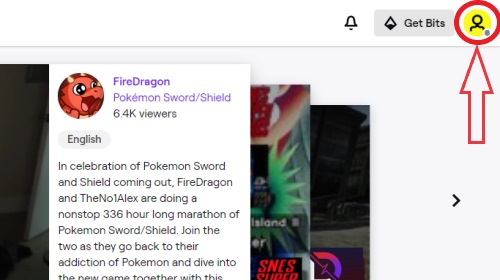 Get Bits
FireDragon
Pokémon Sword/Shield
6.4K viewers
English
In celebration of Pokemon Sword
and Shield coming out, FireDragon
and TheNo1Alex are doing a
nonstop 336 hour long marathon of
Pokemon Sword/Shield. Join the
two as they go back to their
addiction of Pokemon and dive into
the new game together with this
Island
er
SNES
SUPER